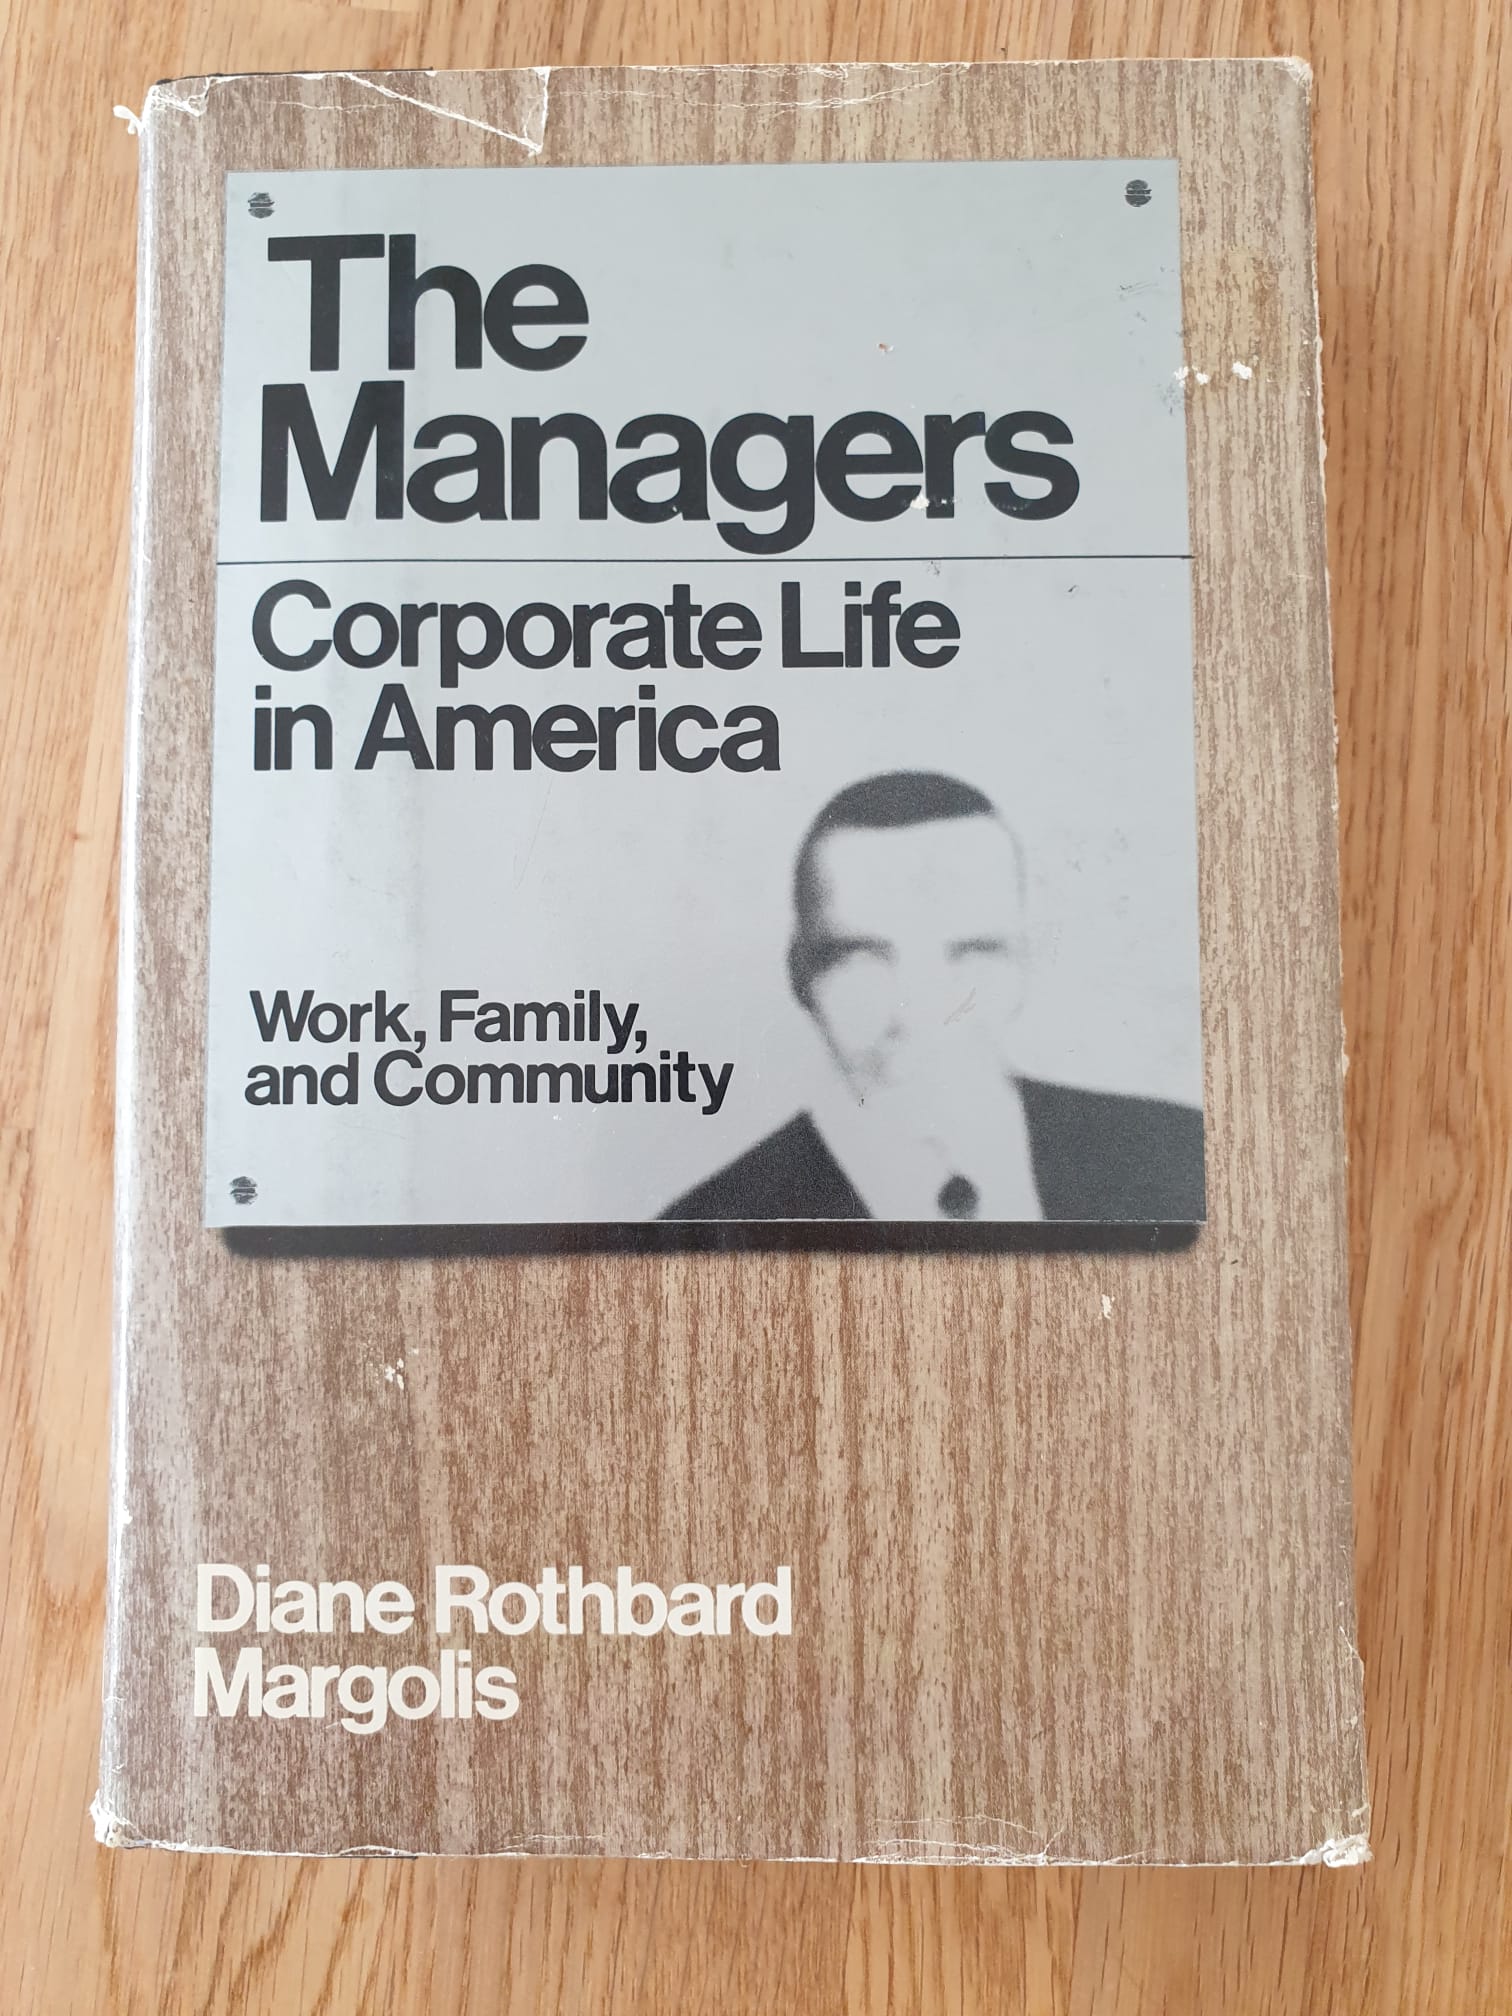 The
Managers
Corporate Life
in America
Work, Family,
and Community
Diane Rothbard
Margolis